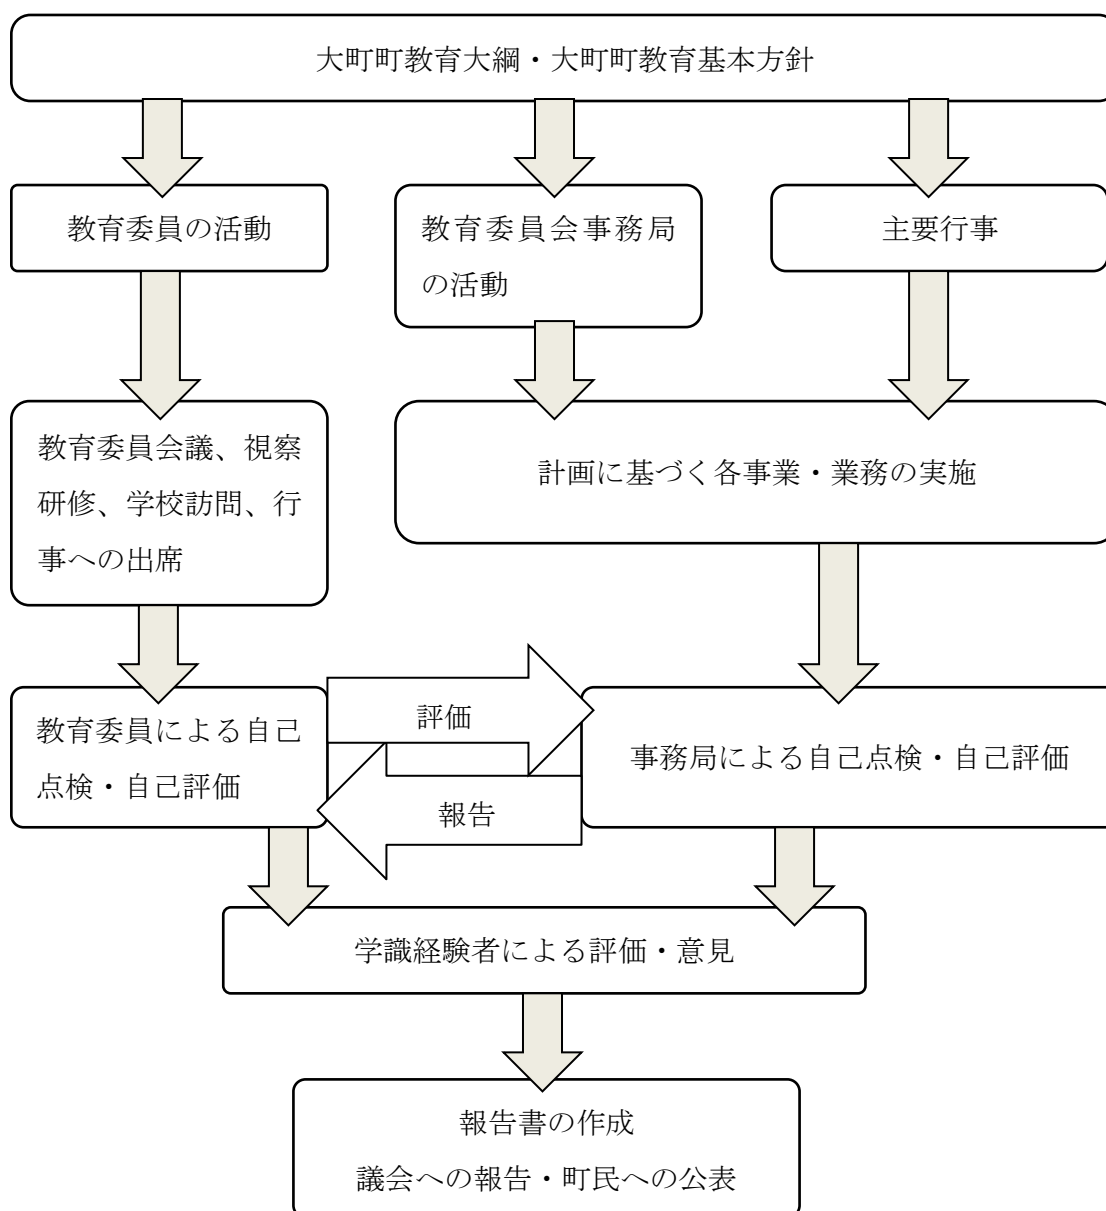 大町町教育大綱・大町町教育基本方針
教育委員の活動
教育委員会事務局
の活動
主要行事
教育委員会議、視察
研修、学校訪問、行
事への出席
計画に基づく各事業・業務の実施
教育委員による自己
点検・自己評価
評価
報告
事務局による自己点検・自己評価
学識経験者による評価・意見
報告書の作成
議会への報告・町民への公表